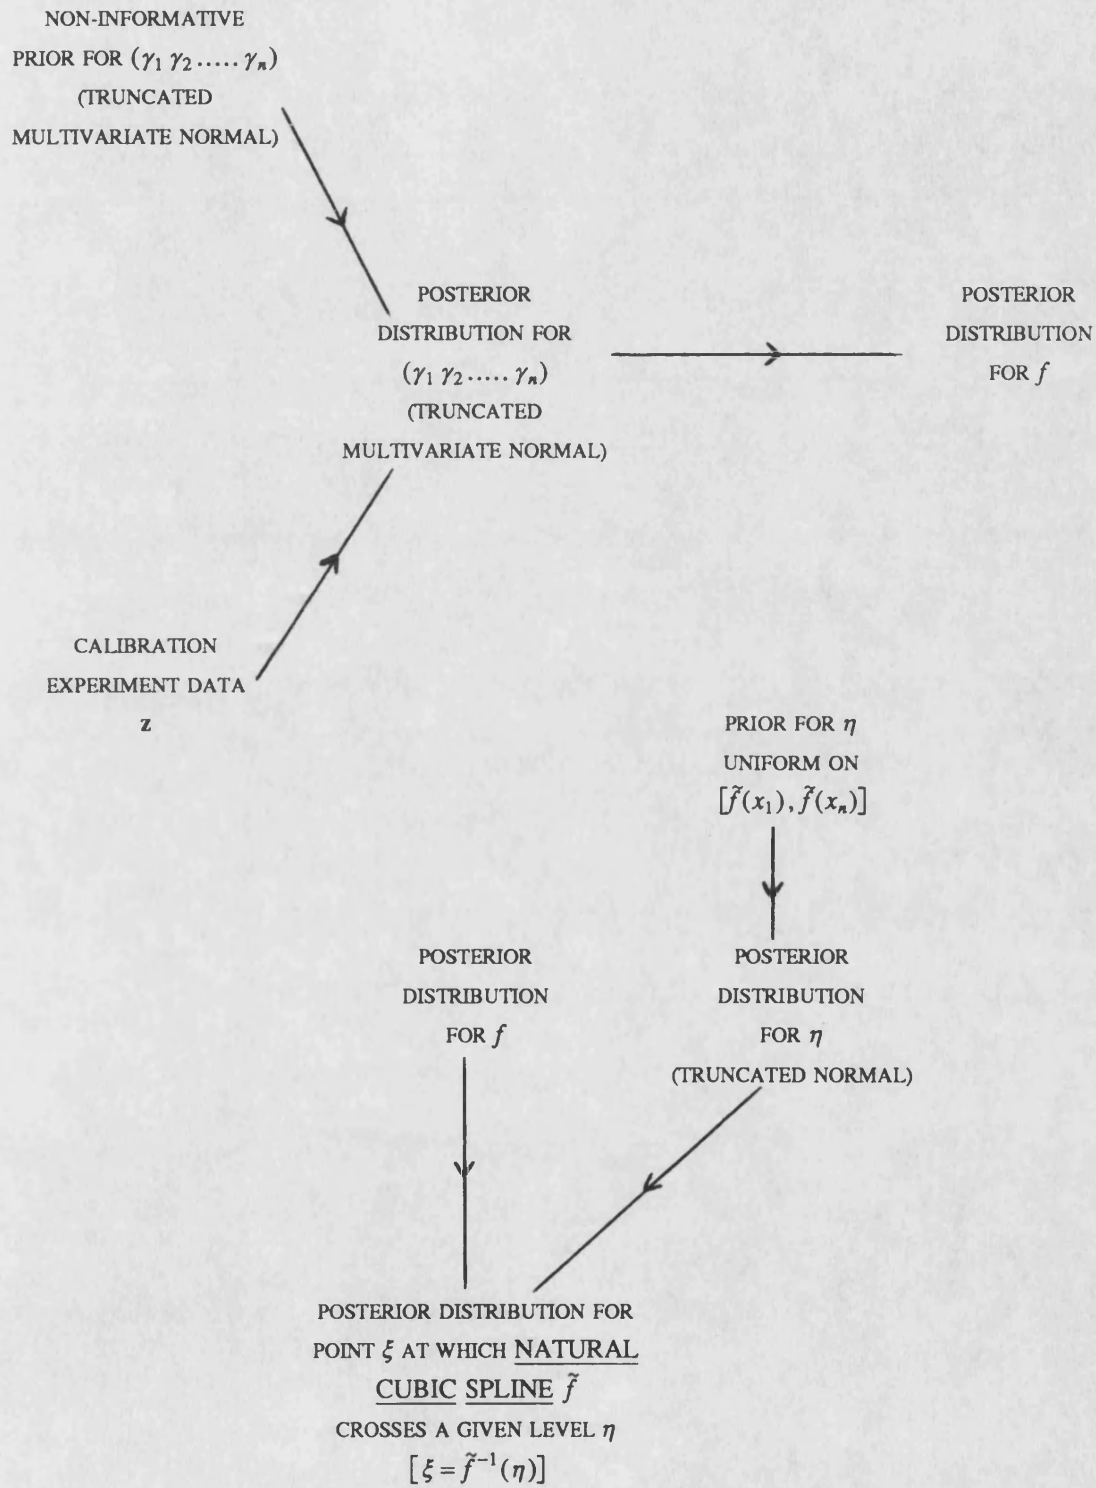 NON-INFORMATIVE
PRIOR FOR (γ₁ γ₂ ..... γₙ)
(TRUNCATED
MULTIVARIATE NORMAL)
POSTERIOR
DISTRIBUTION FOR
(γ₁ γ₂ ..... γₙ)
(TRUNCATED
MULTIVARIATE NORMAL)
POSTERIOR
DISTRIBUTION
FOR f
CALIBRATION
EXPERIMENT DATA
z
PRIOR FOR η
UNIFORM ON
[f̃(x₁), f̃(xₙ)]
POSTERIOR
DISTRIBUTION
FOR f
POSTERIOR
DISTRIBUTION
FOR η
(TRUNCATED NORMAL)
POSTERIOR DISTRIBUTION FOR
POINT ξ AT WHICH NATURAL
CUBIC SPLINE f̃
CROSSES A GIVEN LEVEL η
[ξ = f̃⁻¹(η)]